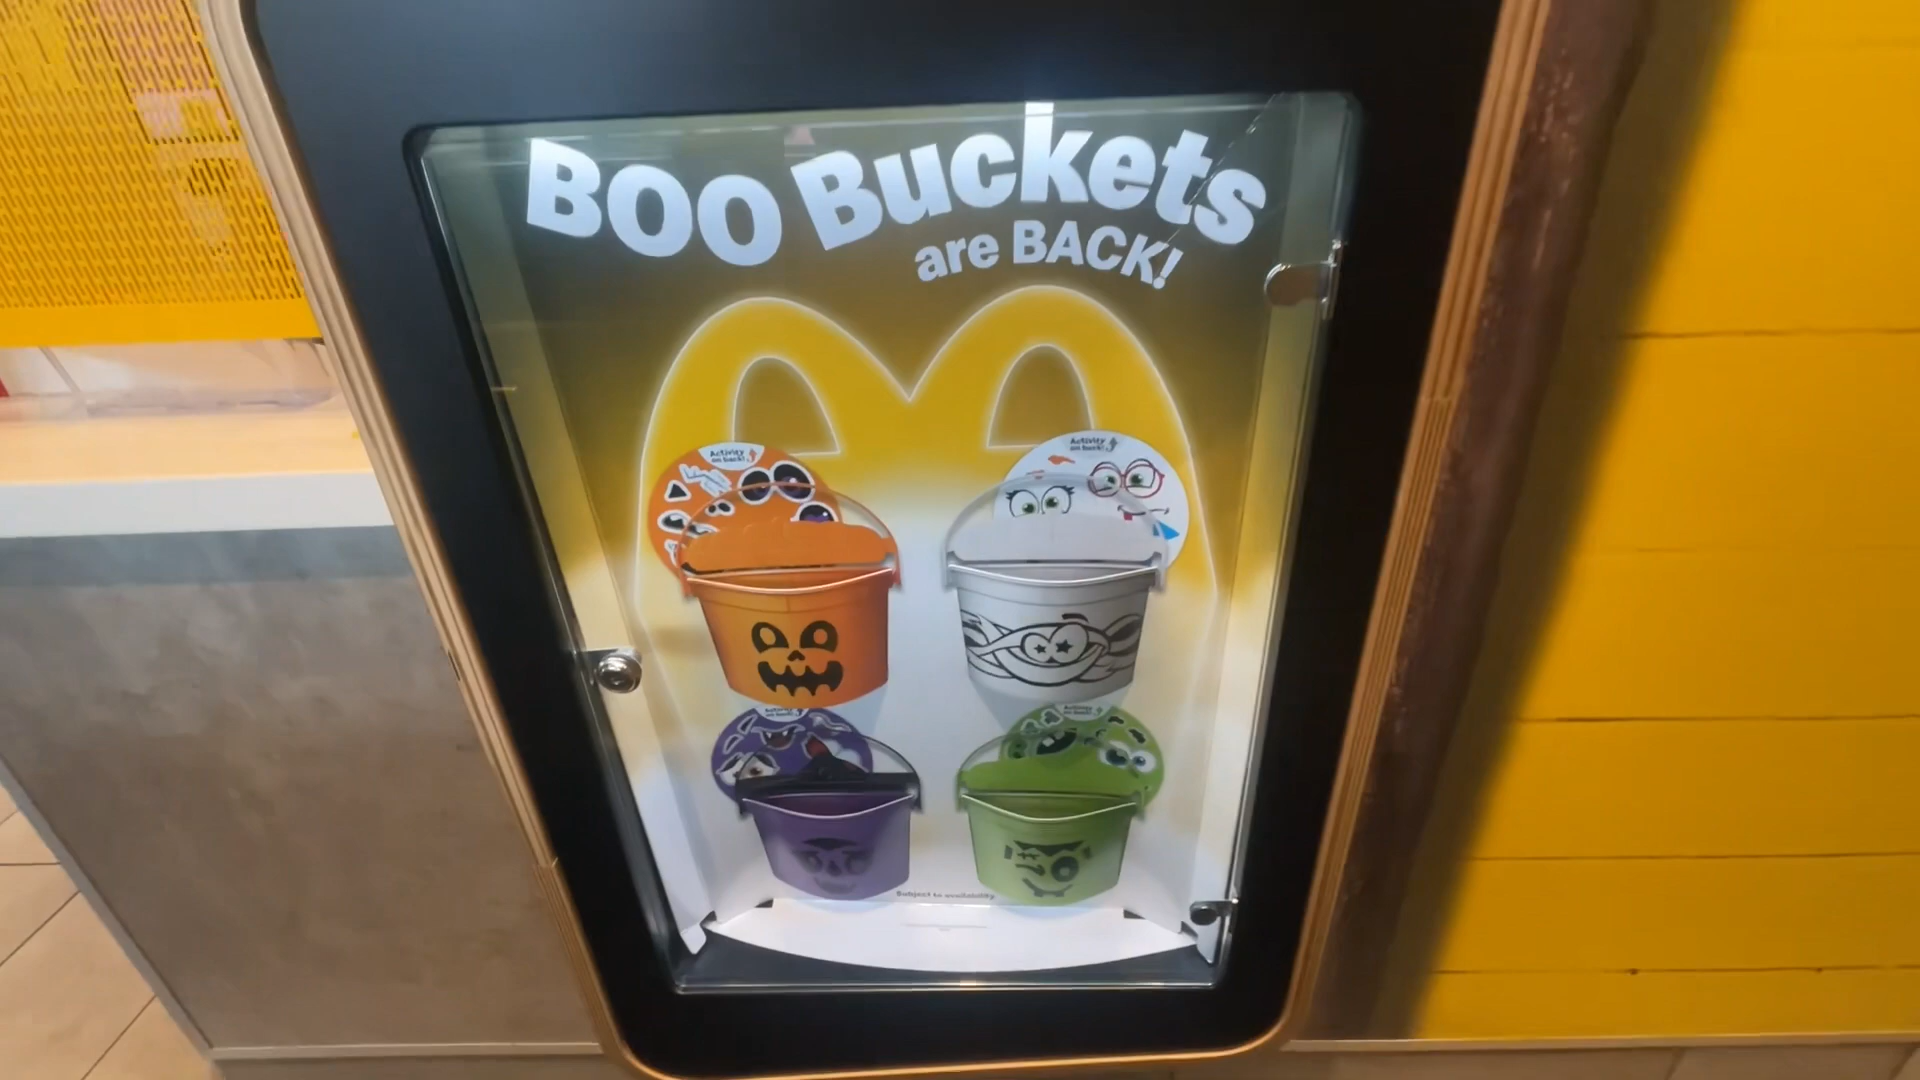 BOO Buckets
are BACK!
Activity
on back!
Activity
on back!
Activity
on back!
Activity
on back!
Subject to availability.